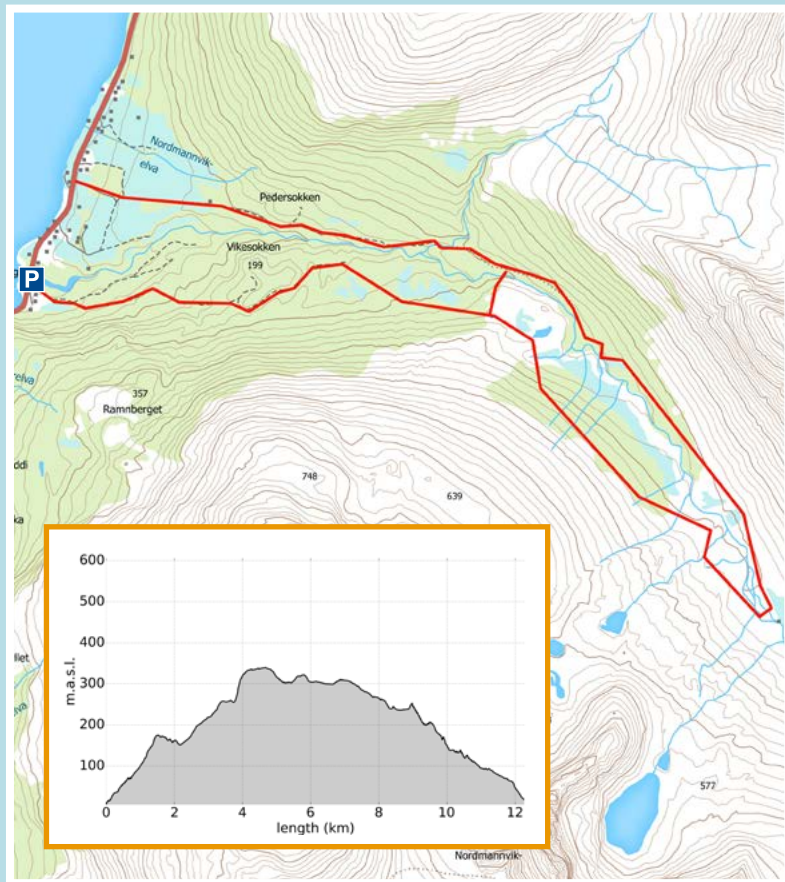 Nordmannvik-
elva
Pedersokken
Vikesokken
199
P
357
Ramnberget
748
639
600
500
400
300
200
100
m.a.s.l.
0 2 4 6 8 10 12
length (km)
577
Nordmannvik-